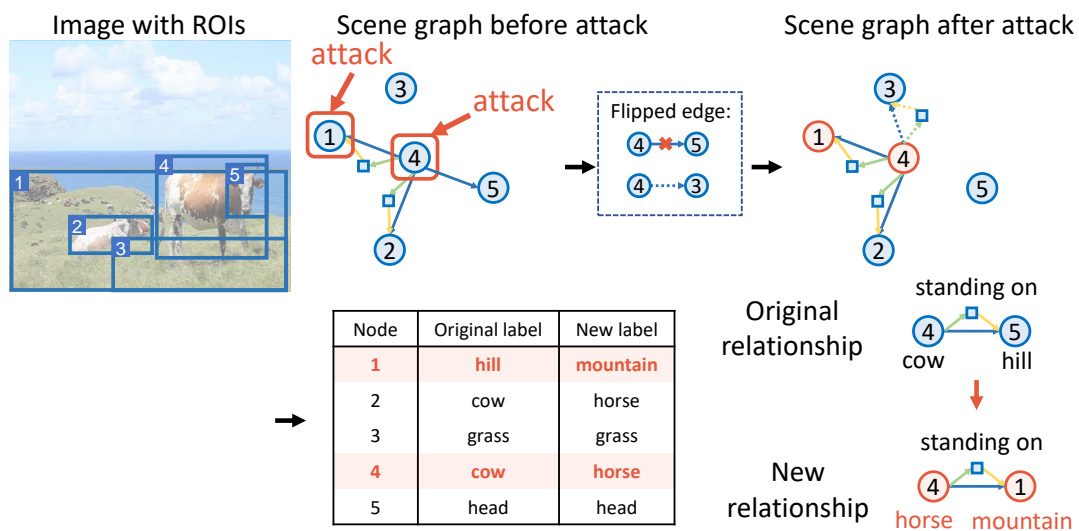 Image with ROIs
Scene graph before attack
Scene graph after attack
attack
attack
1
2
3
4
5
1
2
3
4
5
Flipped edge:
4 5
4 3
1
2
3
4
5
Node Original label New label
1 hill mountain
2 cow horse
3 grass grass
4 cow horse
5 head head
Original
relationship
standing on
4 5
cow hill
New
relationship
standing on
4 1
horse mountain